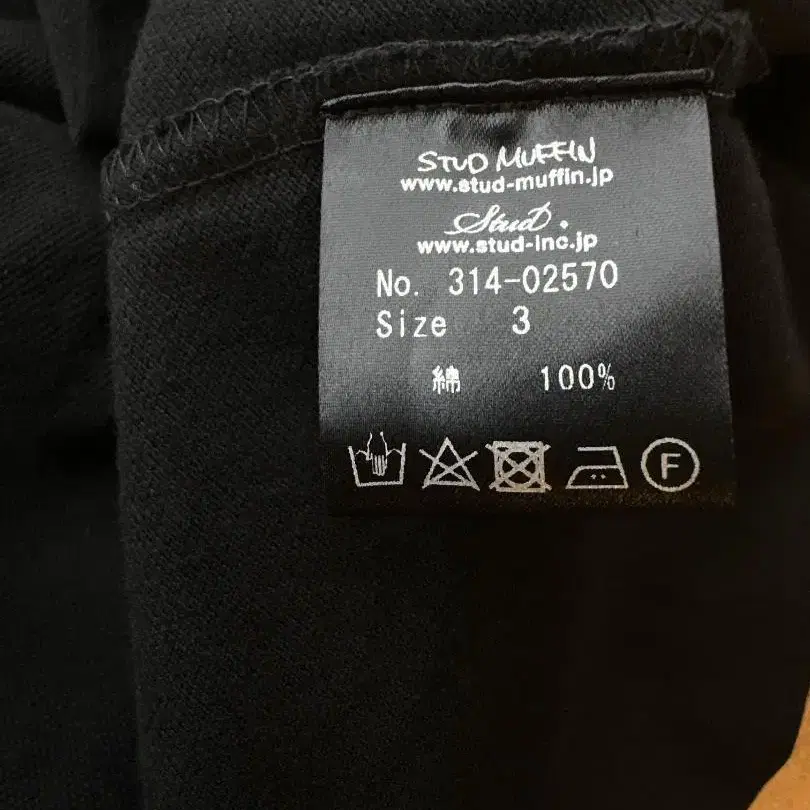 STUD MUFFIN
www.stud-muffin.jp
Stud.
www.stud-inc.jp
No. 314-02570
Size 3
綿 100%
F